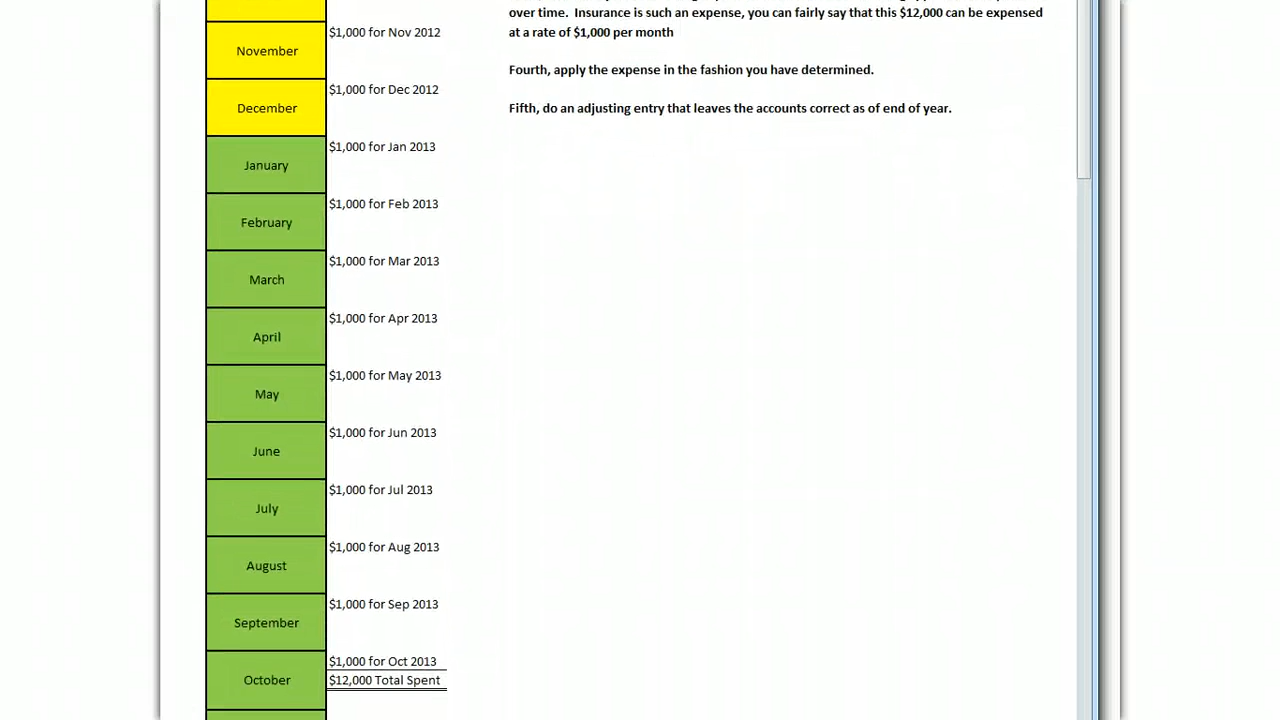 over time.  Insurance is such an expense, you can fairly say that this $12,000 can be expensed
at a rate of $1,000 per month
Fourth, apply the expense in the fashion you have determined.
Fifth, do an adjusting entry that leaves the accounts correct as of end of year.
$1,000 for Nov 2012
November
$1,000 for Dec 2012
December
$1,000 for Jan 2013
January
$1,000 for Feb 2013
February
$1,000 for Mar 2013
March
$1,000 for Apr 2013
April
$1,000 for May 2013
May
$1,000 for Jun 2013
June
$1,000 for Jul 2013
July
$1,000 for Aug 2013
August
$1,000 for Sep 2013
September
$1,000 for Oct 2013
October
$12,000 Total Spent